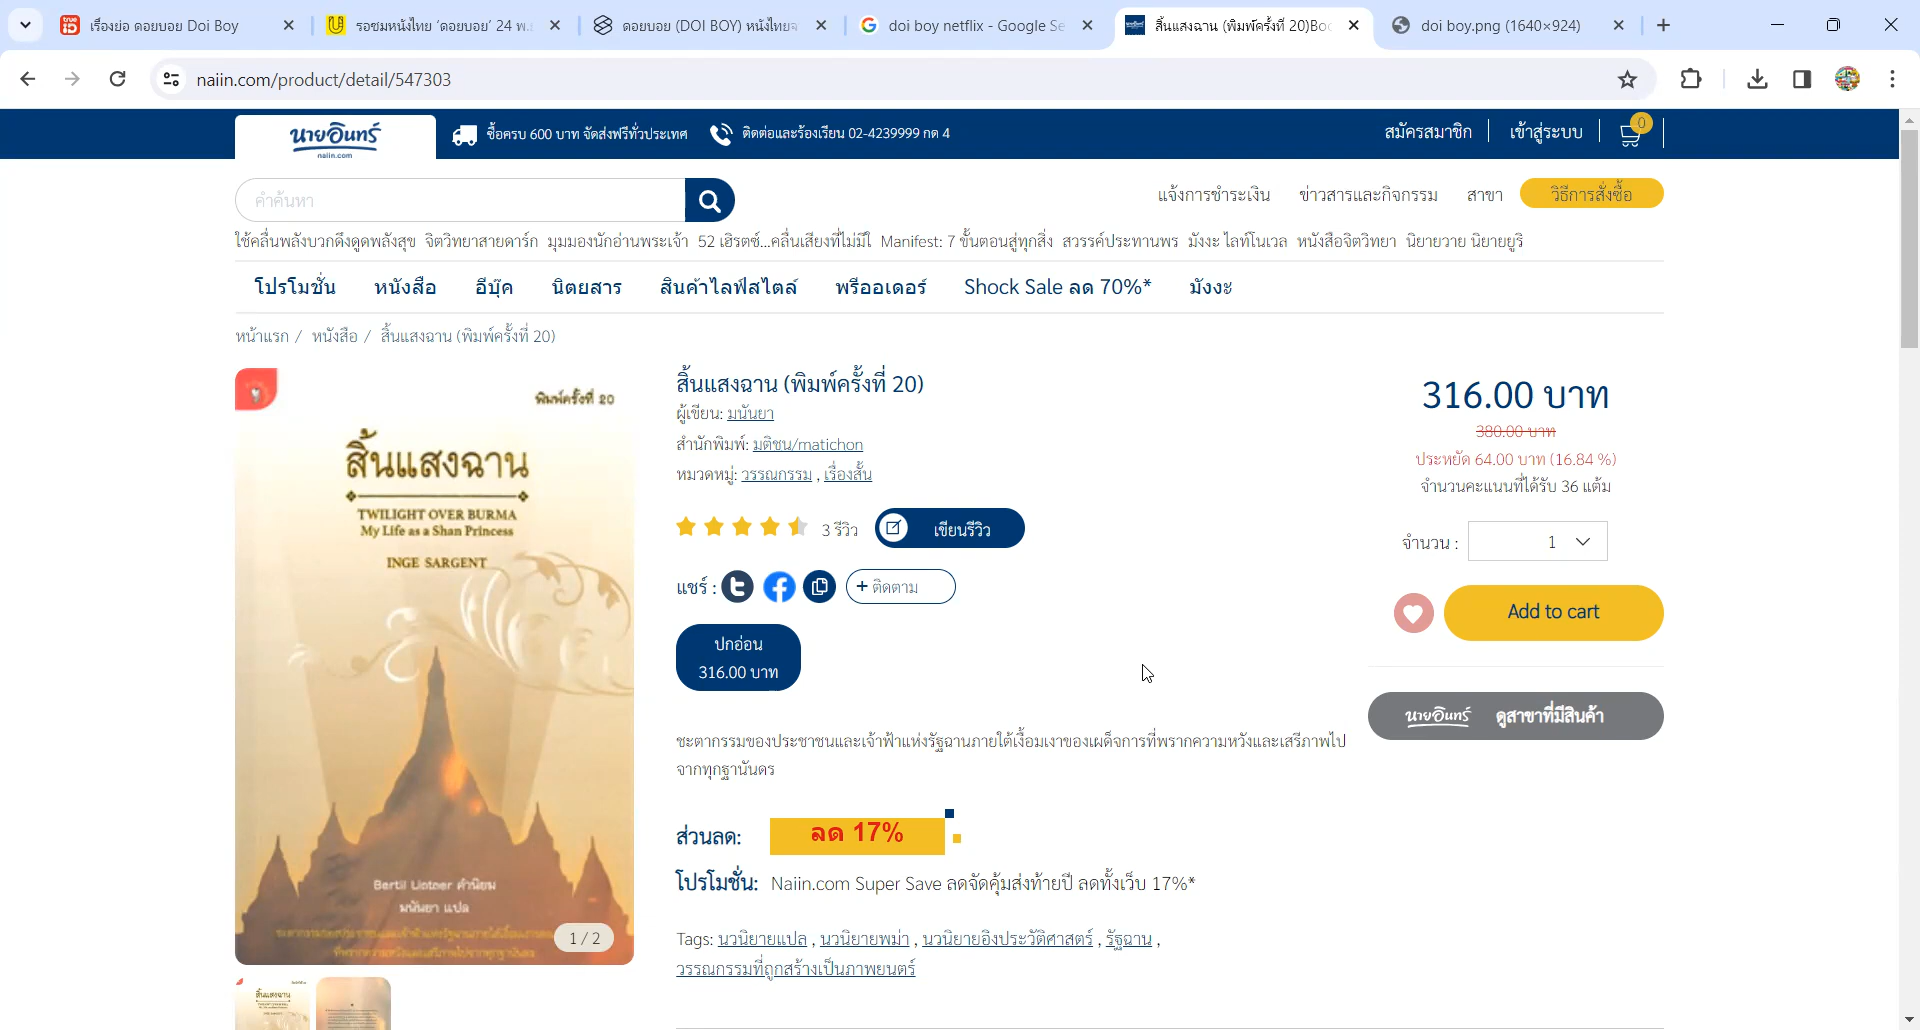 เรื่องย่อ ดอยบอย Doi Boy
รอชมหนังไทย ‘ดอยบอย’ 24 พ.ย
ดอยบอย (DOI BOY) หนังไทยจ
doi boy netflix - Google Se
สิ้นแสงฉาน (พิมพ์ครั้งที่ 20)Boo
doi boy.png (1640×924)
naiin.com/product/detail/547303
นายอินทร์
naiin.com
ซื้อครบ 600 บาท จัดส่งฟรีทั่วประเทศ
ติดต่อและร้องเรียน 02-4239999 กด 4
สมัครสมาชิก
เข้าสู่ระบบ
0
คำค้นหา
แจ้งการชำระเงิน
ข่าวสารและกิจกรรม
สาขา
วิธีการสั่งซื้อ
ใช้คลื่นพลังบวกดึงดูดพลังสุข จิตวิทยาสายดาร์ก มุมมองนักอ่านพระเจ้า 52 เฮิรตซ์...คลื่นเสียงที่ไม่มีใ Manifest: 7 ขั้นตอนสู่ทุกสิ่ง สวรรค์ประทานพร มังงะ ไลท์โนเวล หนังสือจิตวิทยา นิยายวาย นิยายยูริ
โปรโมชั่น หนังสือ อีบุ๊ค นิตยสาร สินค้าไลฟ์สไตล์ พรีออเดอร์ Shock Sale ลด 70%* มังงะ
หน้าแรก / หนังสือ / สิ้นแสงฉาน (พิมพ์ครั้งที่ 20)
พิมพ์ครั้งที่ 20
สิ้นแสงฉาน
TWILIGHT OVER BURMA
My Life as a Shan Princess
INGE SARGENT
Bertil Lintner คำนิยม
มนันยา แปล
1 / 2
สิ้นแสงฉาน
สิ้นแสงฉาน (พิมพ์ครั้งที่ 20)
ผู้เขียน: มนันยา
สำนักพิมพ์: มติชน/matichon
หมวดหมู่: วรรณกรรม , เรื่องสั้น
3 รีวิว
เขียนรีวิว
แชร์ :
+ ติดตาม
ปกอ่อน
316.00 บาท
ชะตากรรมของประชาชนและเจ้าฟ้าแห่งรัฐฉานภายใต้เงื้อมเงาของเผด็จการที่พรากความหวังและเสรีภาพไป
จากทุกฐานันดร
ส่วนลด: ลด 17%
โปรโมชั่น: Naiin.com Super Save ลดจัดคุ้มส่งท้ายปี ลดทั้งเว็บ 17%*
Tags: นวนิยายแปล , นวนิยายพม่า , นวนิยายอิงประวัติศาสตร์ , รัฐฉาน ,
วรรณกรรมที่ถูกสร้างเป็นภาพยนตร์
316.00 บาท
380.00 บาท
ประหยัด 64.00 บาท (16.84 %)
จำนวนคะแนนที่ได้รับ 36 แต้ม
จำนวน : 1
Add to cart
นายอินทร์ ดูสาขาที่มีสินค้า